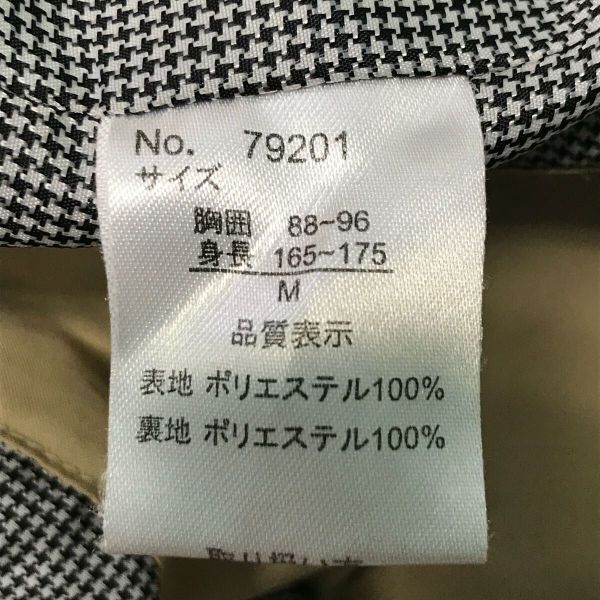 No. 79201
サイズ
胸囲 88~96
身長 165~175
M
品質表示
表地 ポリエステル100%
裏地 ポリエステル100%